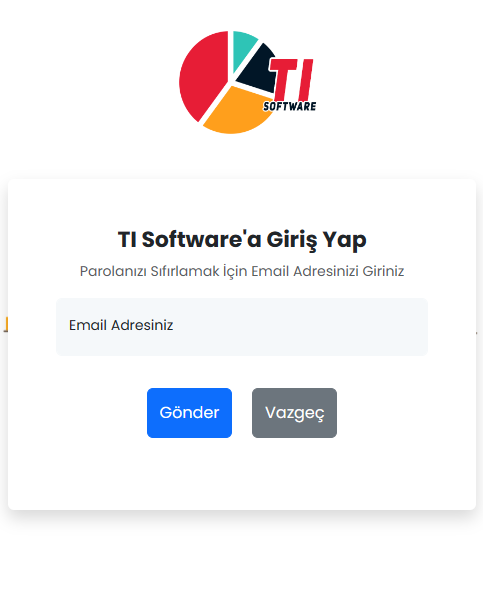 TI
SOFTWARE
TI Software'a Giriş Yap
Parolanızı Sıfırlamak İçin Email Adresinizi Giriniz
Email Adresiniz
Gönder
Vazgeç